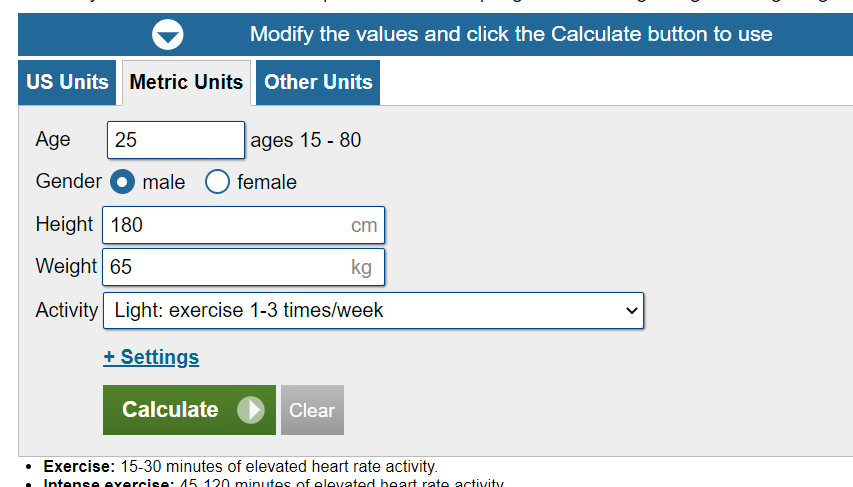 Modify the values and click the Calculate button to use
US Units Metric Units Other Units
Age 25 ages 15 - 80
Gender male female
Height 180 cm
Weight 65 kg
Activity Light: exercise 1-3 times/week
+ Settings
Calculate Clear
• Exercise: 15-30 minutes of elevated heart rate activity.
• Intense exercise: 45-120 minutes of elevated heart rate activity.